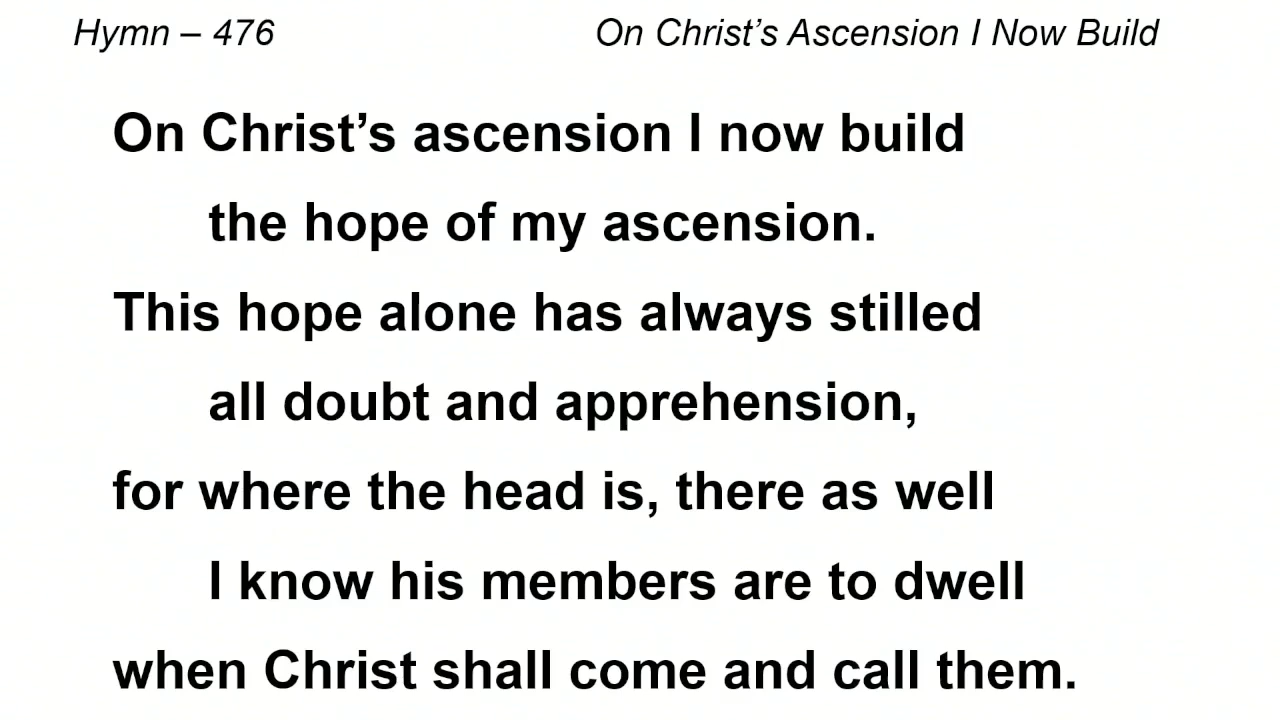 Hymn – 476 On Christ’s Ascension I Now Build
On Christ’s ascension I now build
the hope of my ascension.
This hope alone has always stilled
all doubt and apprehension,
for where the head is, there as well
I know his members are to dwell
when Christ shall come and call them.